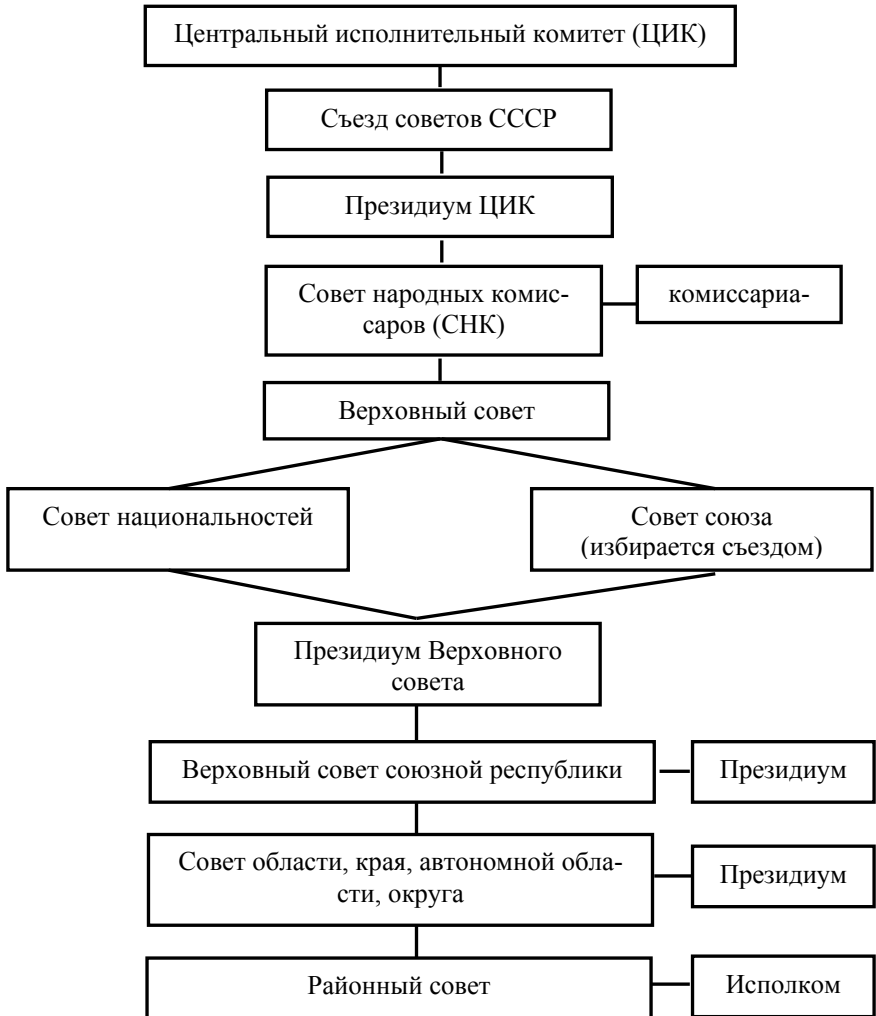 Центральный исполнительный комитет (ЦИК)
Съезд советов СССР
Президиум ЦИК
Совет народных комис-
саров (СНК)
комиссариа-
Верховный совет
Совет национальностей
Совет союза
(избирается съездом)
Президиум Верховного
совета
Верховный совет союзной республики
Президиум
Совет области, края, автономной обла-
сти, округа
Президиум
Районный совет
Исполком